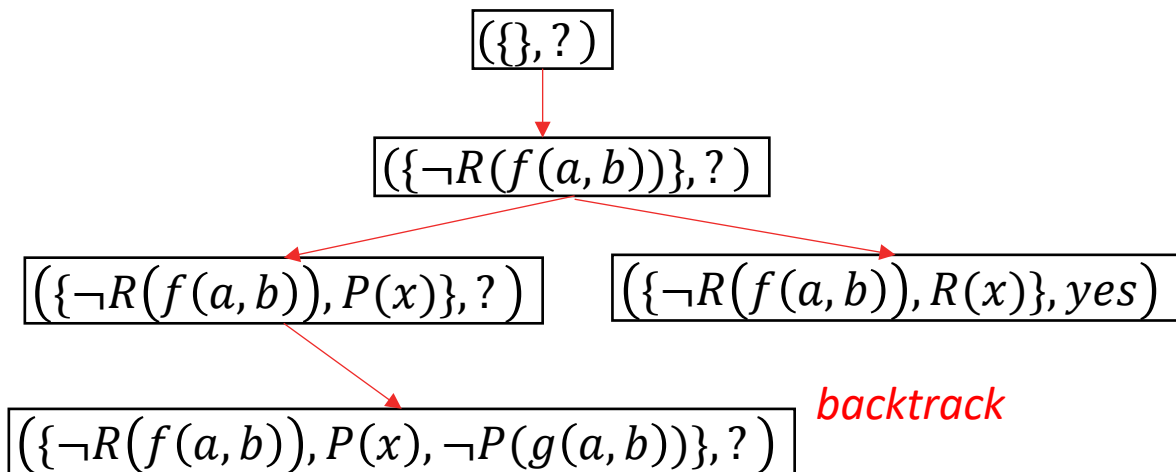 ({}, ?)
({¬R(f(a, b))}, ?)
({¬R(f(a, b)), P(x)}, ?)
({¬R(f(a, b)), R(x)}, yes)
backtrack
({¬R(f(a, b)), P(x), ¬P(g(a, b))}, ?)